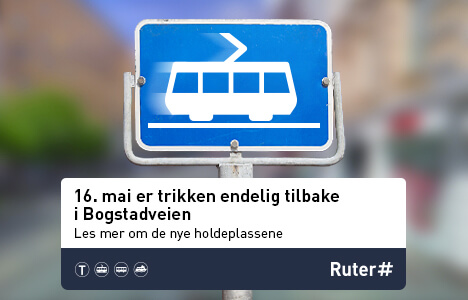 16. mai er trikken endelig tilbake
i Bogstadveien
Les mer om de nye holdeplassene
T
Ruter#